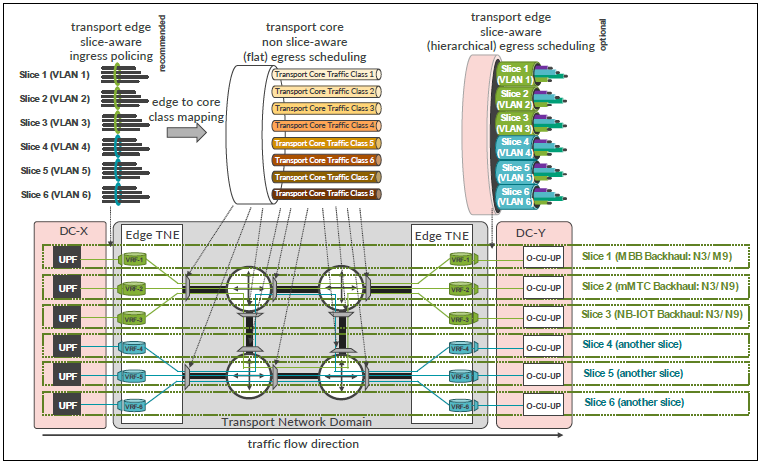 transport edge
slice-aware
ingress policing
recommended
transport core
non slice-aware
(flat) egress scheduling
transport edge
slice-aware
(hierarchical) egress scheduling
optional
Slice 1 (VLAN 1)
Slice 2 (VLAN 2)
Slice 3 (VLAN 3)
Slice 4 (VLAN 4)
Slice 5 (VLAN 5)
Slice 6 (VLAN 6)
edge to core
class mapping
Transport Core Traffic Class 1
Transport Core Traffic Class 2
Transport Core Traffic Class 3
Transport Core Traffic Class 4
Transport Core Traffic Class 5
Transport Core Traffic Class 6
Transport Core Traffic Class 7
Transport Core Traffic Class 8
Slice 1
(VLAN 1)
Slice 2
(VLAN 2)
Slice 3
(VLAN 3)
Slice 4
(VLAN 4)
Slice 5
(VLAN 5)
Slice 6
(VLAN 6)
DC-X
Edge TNE
Edge TNE
DC-Y
UPF VRF-1 VRF-1 O-CU-UP Slice 1 (MBB Backhaul: N3/ M9)
UPF VRF-2 VRF-2 O-CU-UP Slice 2 (mMTC Backhaul: N3/ N9)
UPF VRF-3 VRF-3 O-CU-UP Slice 3 (NB-IOT Backhaul: N3/ N9)
UPF VRF-4 VRF-4 O-CU-UP Slice 4 (another slice)
UPF VRF-5 VRF-5 O-CU-UP Slice 5 (another slice)
UPF VRF-6 VRF-6 O-CU-UP Slice 6 (another slice)
Transport Network Domain
traffic flow direction